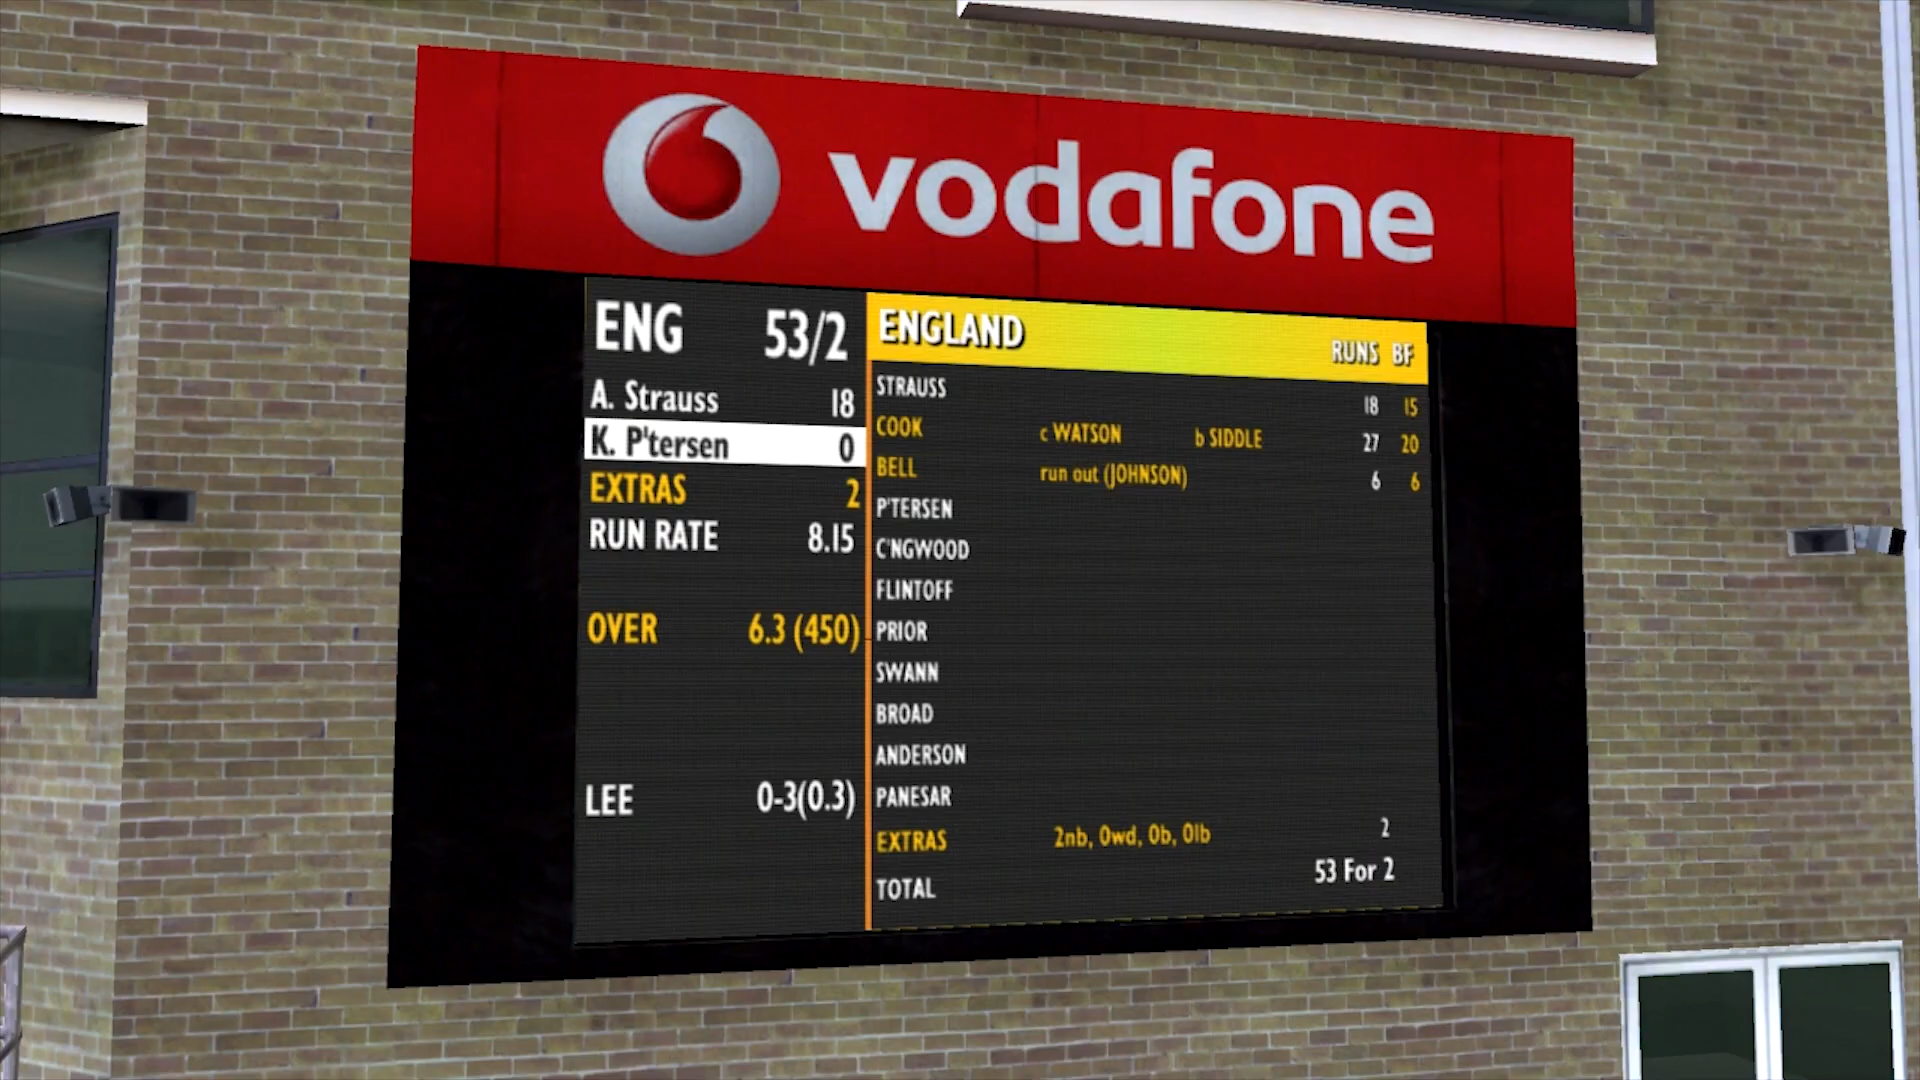 vodafone
ENG 53/2
A. Strauss 18
K. P'tersen 0
EXTRAS 2
RUN RATE 8.15
OVER 6.3 (450)
LEE 0-3(0.3)
ENGLAND RUNS BF
STRAUSS 18 15
COOK c WATSON b SIDDLE 27 20
BELL run out (JOHNSON) 6 6
P'TERSEN
C'NGWOOD
FLINTOFF
PRIOR
SWANN
BROAD
ANDERSON
PANESAR
EXTRAS 2nb, 0wd, 0b, 0lb 2
TOTAL 53 For 2